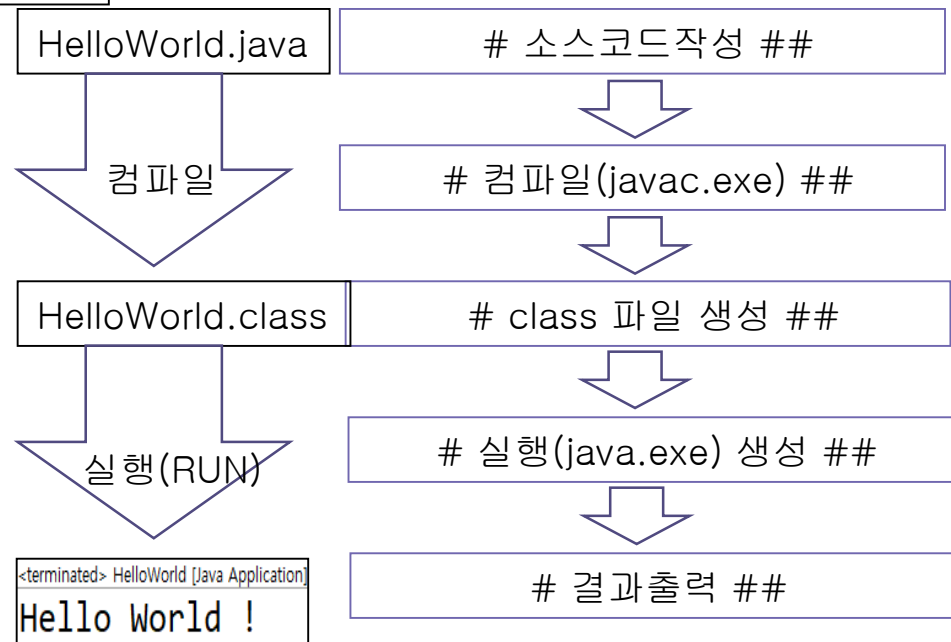 HelloWorld.java
# 소스코드작성 ##
컴파일
# 컴파일(javac.exe) ##
HelloWorld.class
# class 파일 생성 ##
실행(RUN)
# 실행(java.exe) 생성 ##
<terminated> HelloWorld [Java Application]
Hello World !
# 결과출력 ##